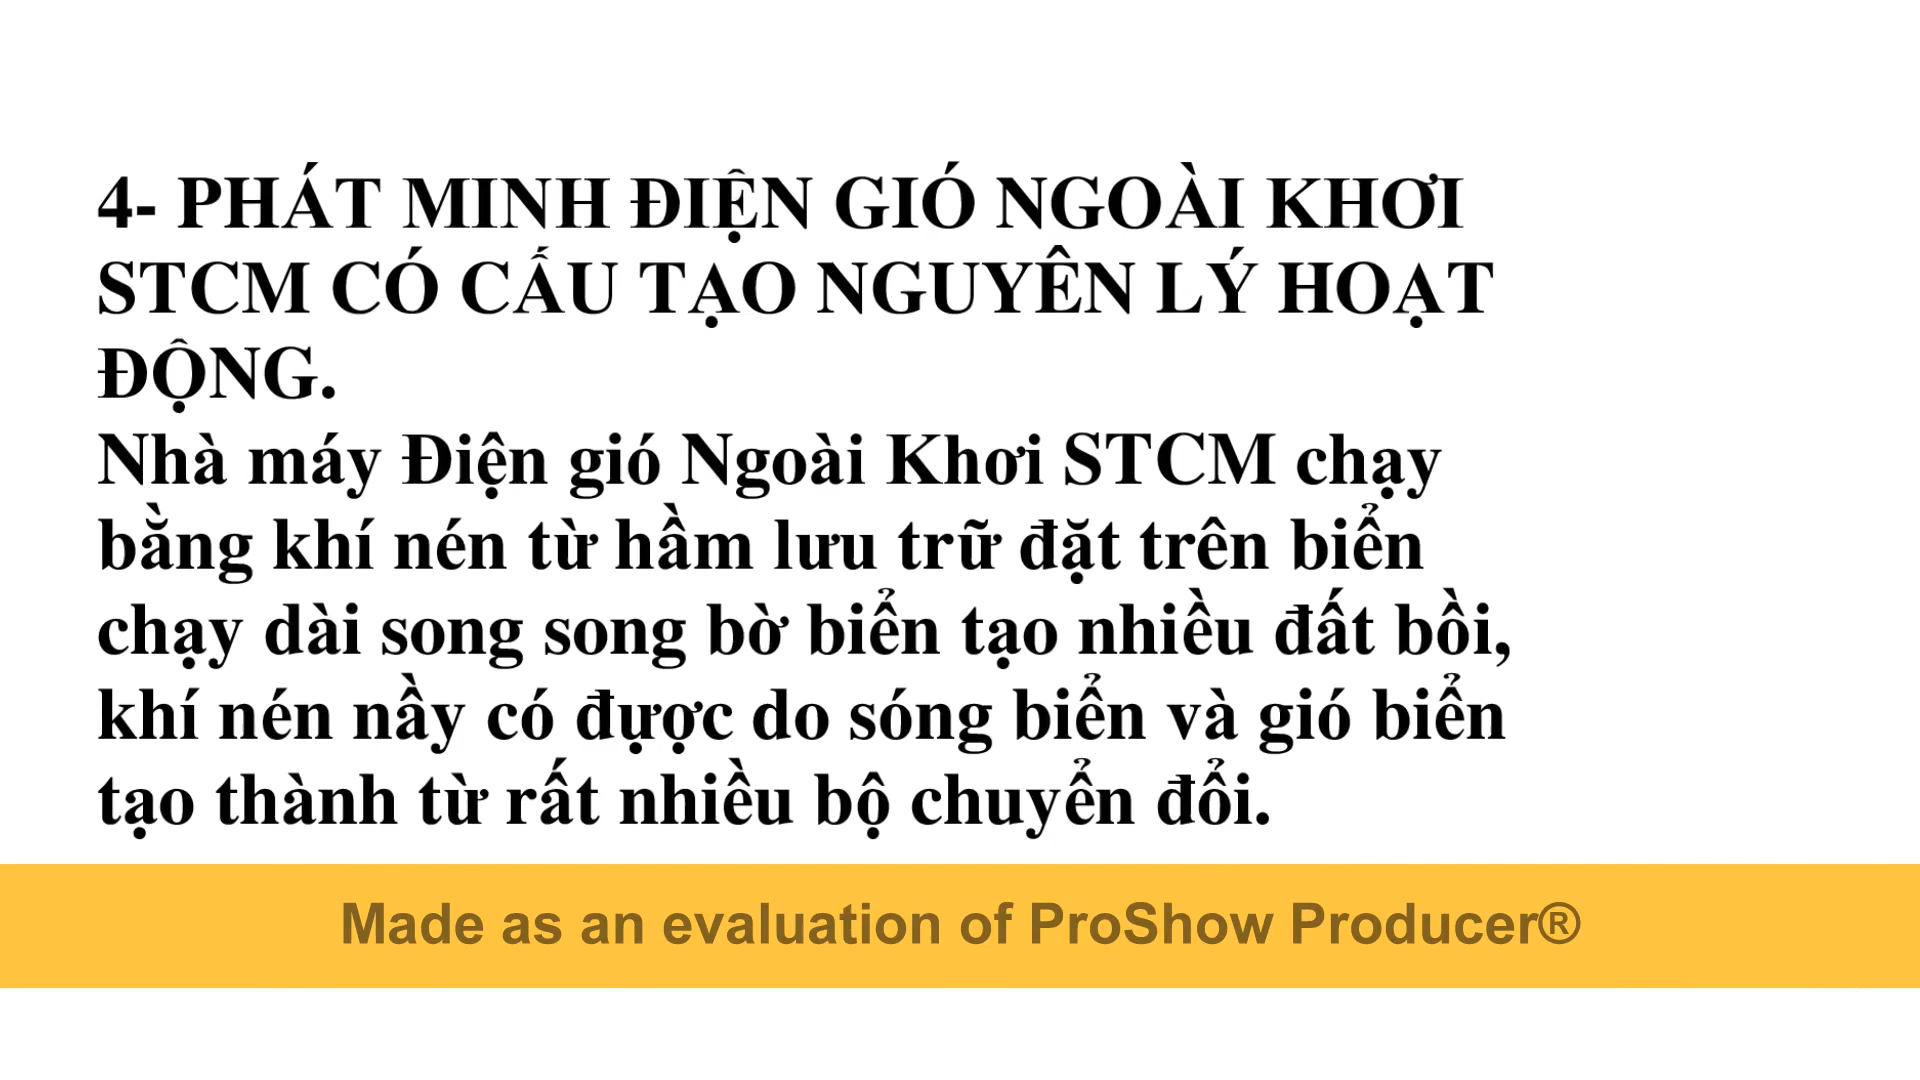 4- PHÁT MINH ĐIỆN GIÓ NGOÀI KHƠI
STCM CÓ CẤU TẠO NGUYÊN LÝ HOẠT
ĐỘNG.
Nhà máy Điện gió Ngoài Khơi STCM chạy
bằng khí nén từ hầm lưu trữ đặt trên biển
chạy dài song song bờ biển tạo nhiều đất bồi,
khí nén nầy có đựợc do sóng biển và gió biển
tạo thành từ rất nhiều bộ chuyển đổi.
Made as an evaluation of ProShow Producer®